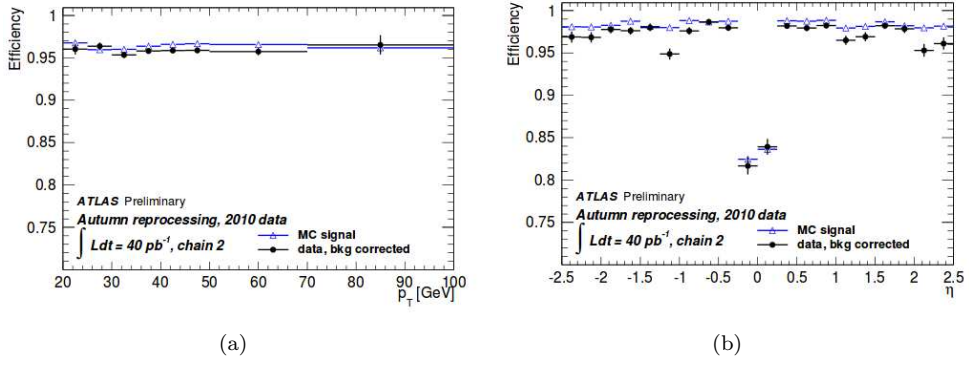 Efficiency
1
0.95
0.9
0.85
0.8
0.75
ATLAS Preliminary
Autumn reprocessing, 2010 data
∫ Ldt = 40 pb⁻¹, chain 2
MC signal
data, bkg corrected
20 30 40 50 60 70 80 90 100
p_T [GeV]
(a)
Efficiency
1
0.95
0.9
0.85
0.8
0.75
ATLAS Preliminary
Autumn reprocessing, 2010 data
∫ Ldt = 40 pb⁻¹, chain 2
MC signal
data, bkg corrected
-2.5 -2 -1.5 -1 -0.5 0 0.5 1 1.5 2 2.5
η
(b)